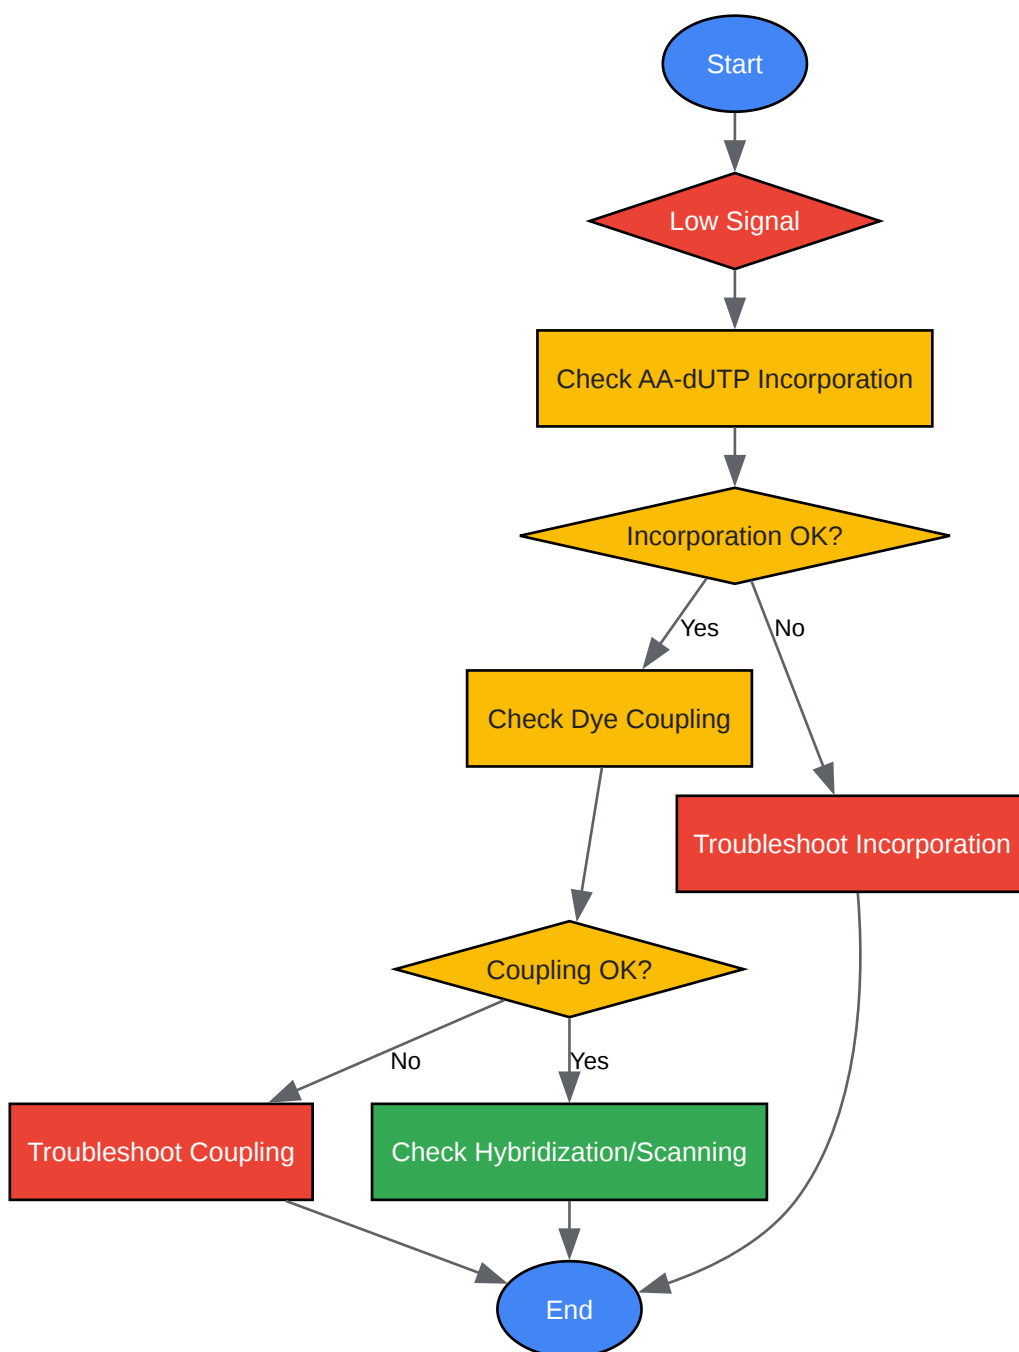 Start
Low Signal
Check AA-dUTP Incorporation
Incorporation OK?
Yes
No
Check Dye Coupling
Troubleshoot Incorporation
Coupling OK?
No
Yes
Troubleshoot Coupling
Check Hybridization/Scanning
End